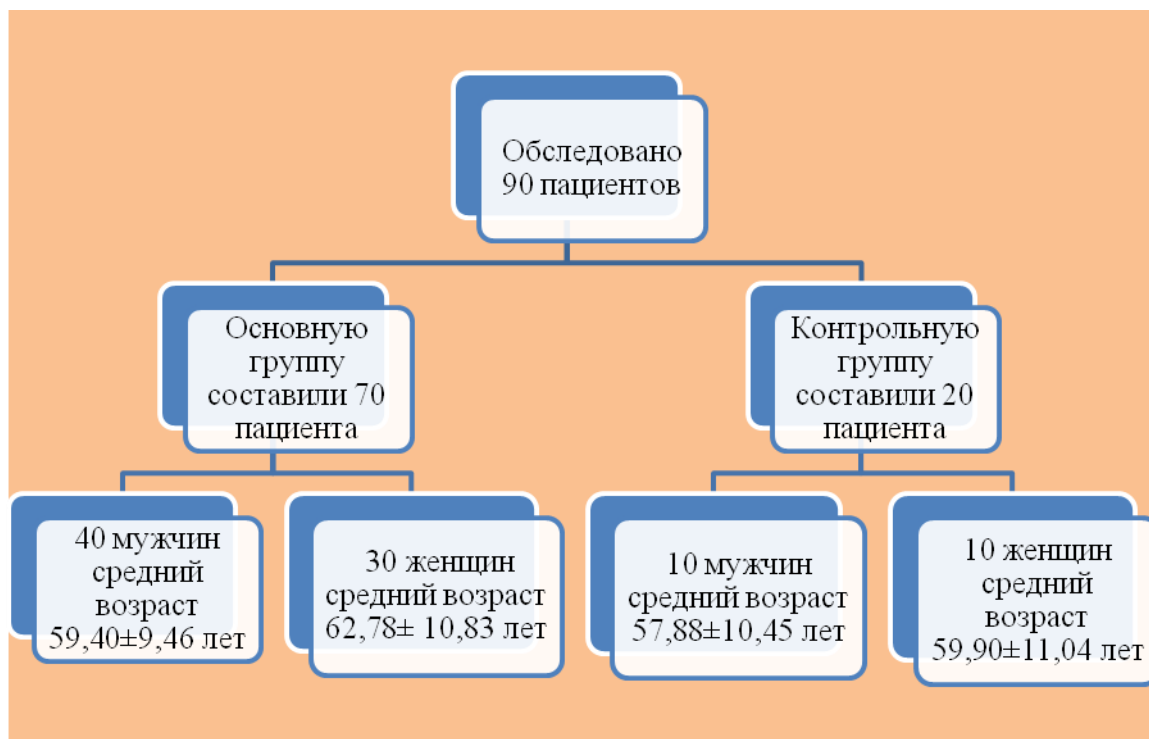 Обследовано
90 пациентов
Основную
группу
составили 70
пациента
Контрольную
группу
составили 20
пациента
40 мужчин
средний
возраст
59,40±9,46 лет
30 женщин
средний возраст
62,78± 10,83 лет
10 мужчин
средний возраст
57,88±10,45 лет
10 женщин
средний
возраст
59,90±11,04 лет